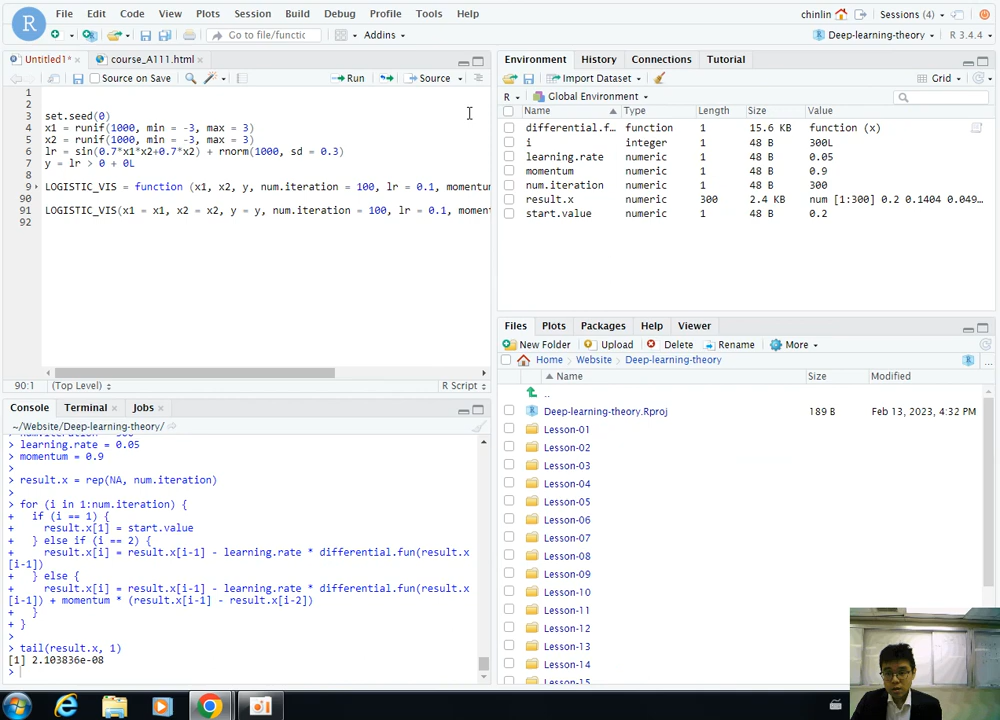 File Edit Code View Plots Session Build Debug Profile Tools Help
chinlin Sessions (4)
Go to file/functic Addins
Deep-learning-theory R 3.4.4
Untitled1* course_A111.html
Source on Save Run Source
1
2
3 set.seed(0)
4 x1 = runif(1000, min = -3, max = 3)
5 x2 = runif(1000, min = -3, max = 3)
6 lr = sin(0.7*x1*x2+0.7*x2) + rnorm(1000, sd = 0.3)
7 y = lr > 0 + 0L
8
9 LOGISTIC_VIS = function (x1, x2, y, num.iteration = 100, lr = 0.1, momentu
90
91 LOGISTIC_VIS(x1 = x1, x2 = x2, y = y, num.iteration = 100, lr = 0.1, momen
92
90:1 (Top Level) R Script
Console Terminal Jobs
~/Website/Deep-learning-theory/
> learning.rate = 0.05
> momentum = 0.9
>
> result.x = rep(NA, num.iteration)
>
> for (i in 1:num.iteration) {
+ if (i == 1) {
+ result.x[1] = start.value
+ } else if (i == 2) {
+ result.x[i] = result.x[i-1] - learning.rate * differential.fun(result.x
[i-1])
+ } else {
+ result.x[i] = result.x[i-1] - learning.rate * differential.fun(result.x
[i-1]) + momentum * (result.x[i-1] - result.x[i-2])
+ }
+ }
>
> tail(result.x, 1)
[1] 2.103836e-08
>
Environment History Connections Tutorial
Import Dataset Grid
R Global Environment
Name Type Length Size Value
differential.f… function 1 15.6 KB function (x)
i integer 1 48 B 300L
learning.rate numeric 1 48 B 0.05
momentum numeric 1 48 B 0.9
num.iteration numeric 1 48 B 300
result.x numeric 300 2.4 KB num [1:300] 0.2 0.1404 0.049…
start.value numeric 1 48 B 0.2
Files Plots Packages Help Viewer
New Folder Upload Delete Rename More
Home Website Deep-learning-theory ...
Name Size Modified
..
Deep-learning-theory.Rproj 189 B Feb 13, 2023, 4:32 PM
Lesson-01
Lesson-02
Lesson-03
Lesson-04
Lesson-05
Lesson-06
Lesson-07
Lesson-08
Lesson-09
Lesson-10
Lesson-11
Lesson-12
Lesson-13
Lesson-14
Lesson-15